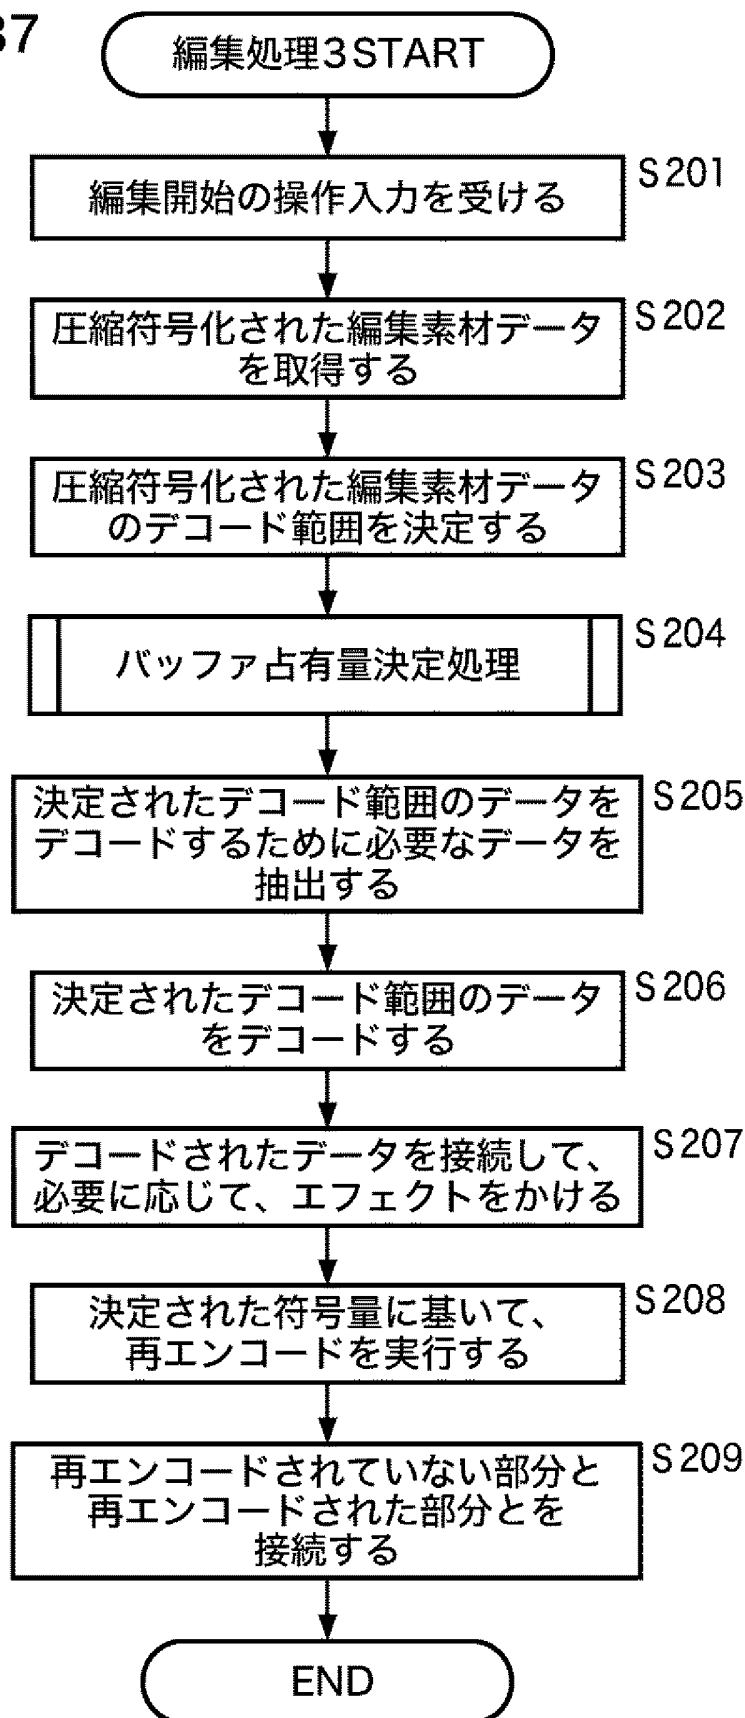 37
編集処理3START
編集開始の操作入力を受ける
S201
圧縮符号化された編集素材データ
を取得する
S202
圧縮符号化された編集素材データ
のデコード範囲を決定する
S203
バッファ占有量決定処理
S204
決定されたデコード範囲のデータを
デコードするために必要なデータを
抽出する
S205
決定されたデコード範囲のデータ
をデコードする
S206
デコードされたデータを接続して、
必要に応じて、エフェクトをかける
S207
決定された符号量に基いて、
再エンコードを実行する
S208
再エンコードされていない部分と
再エンコードされた部分とを
接続する
S209
END